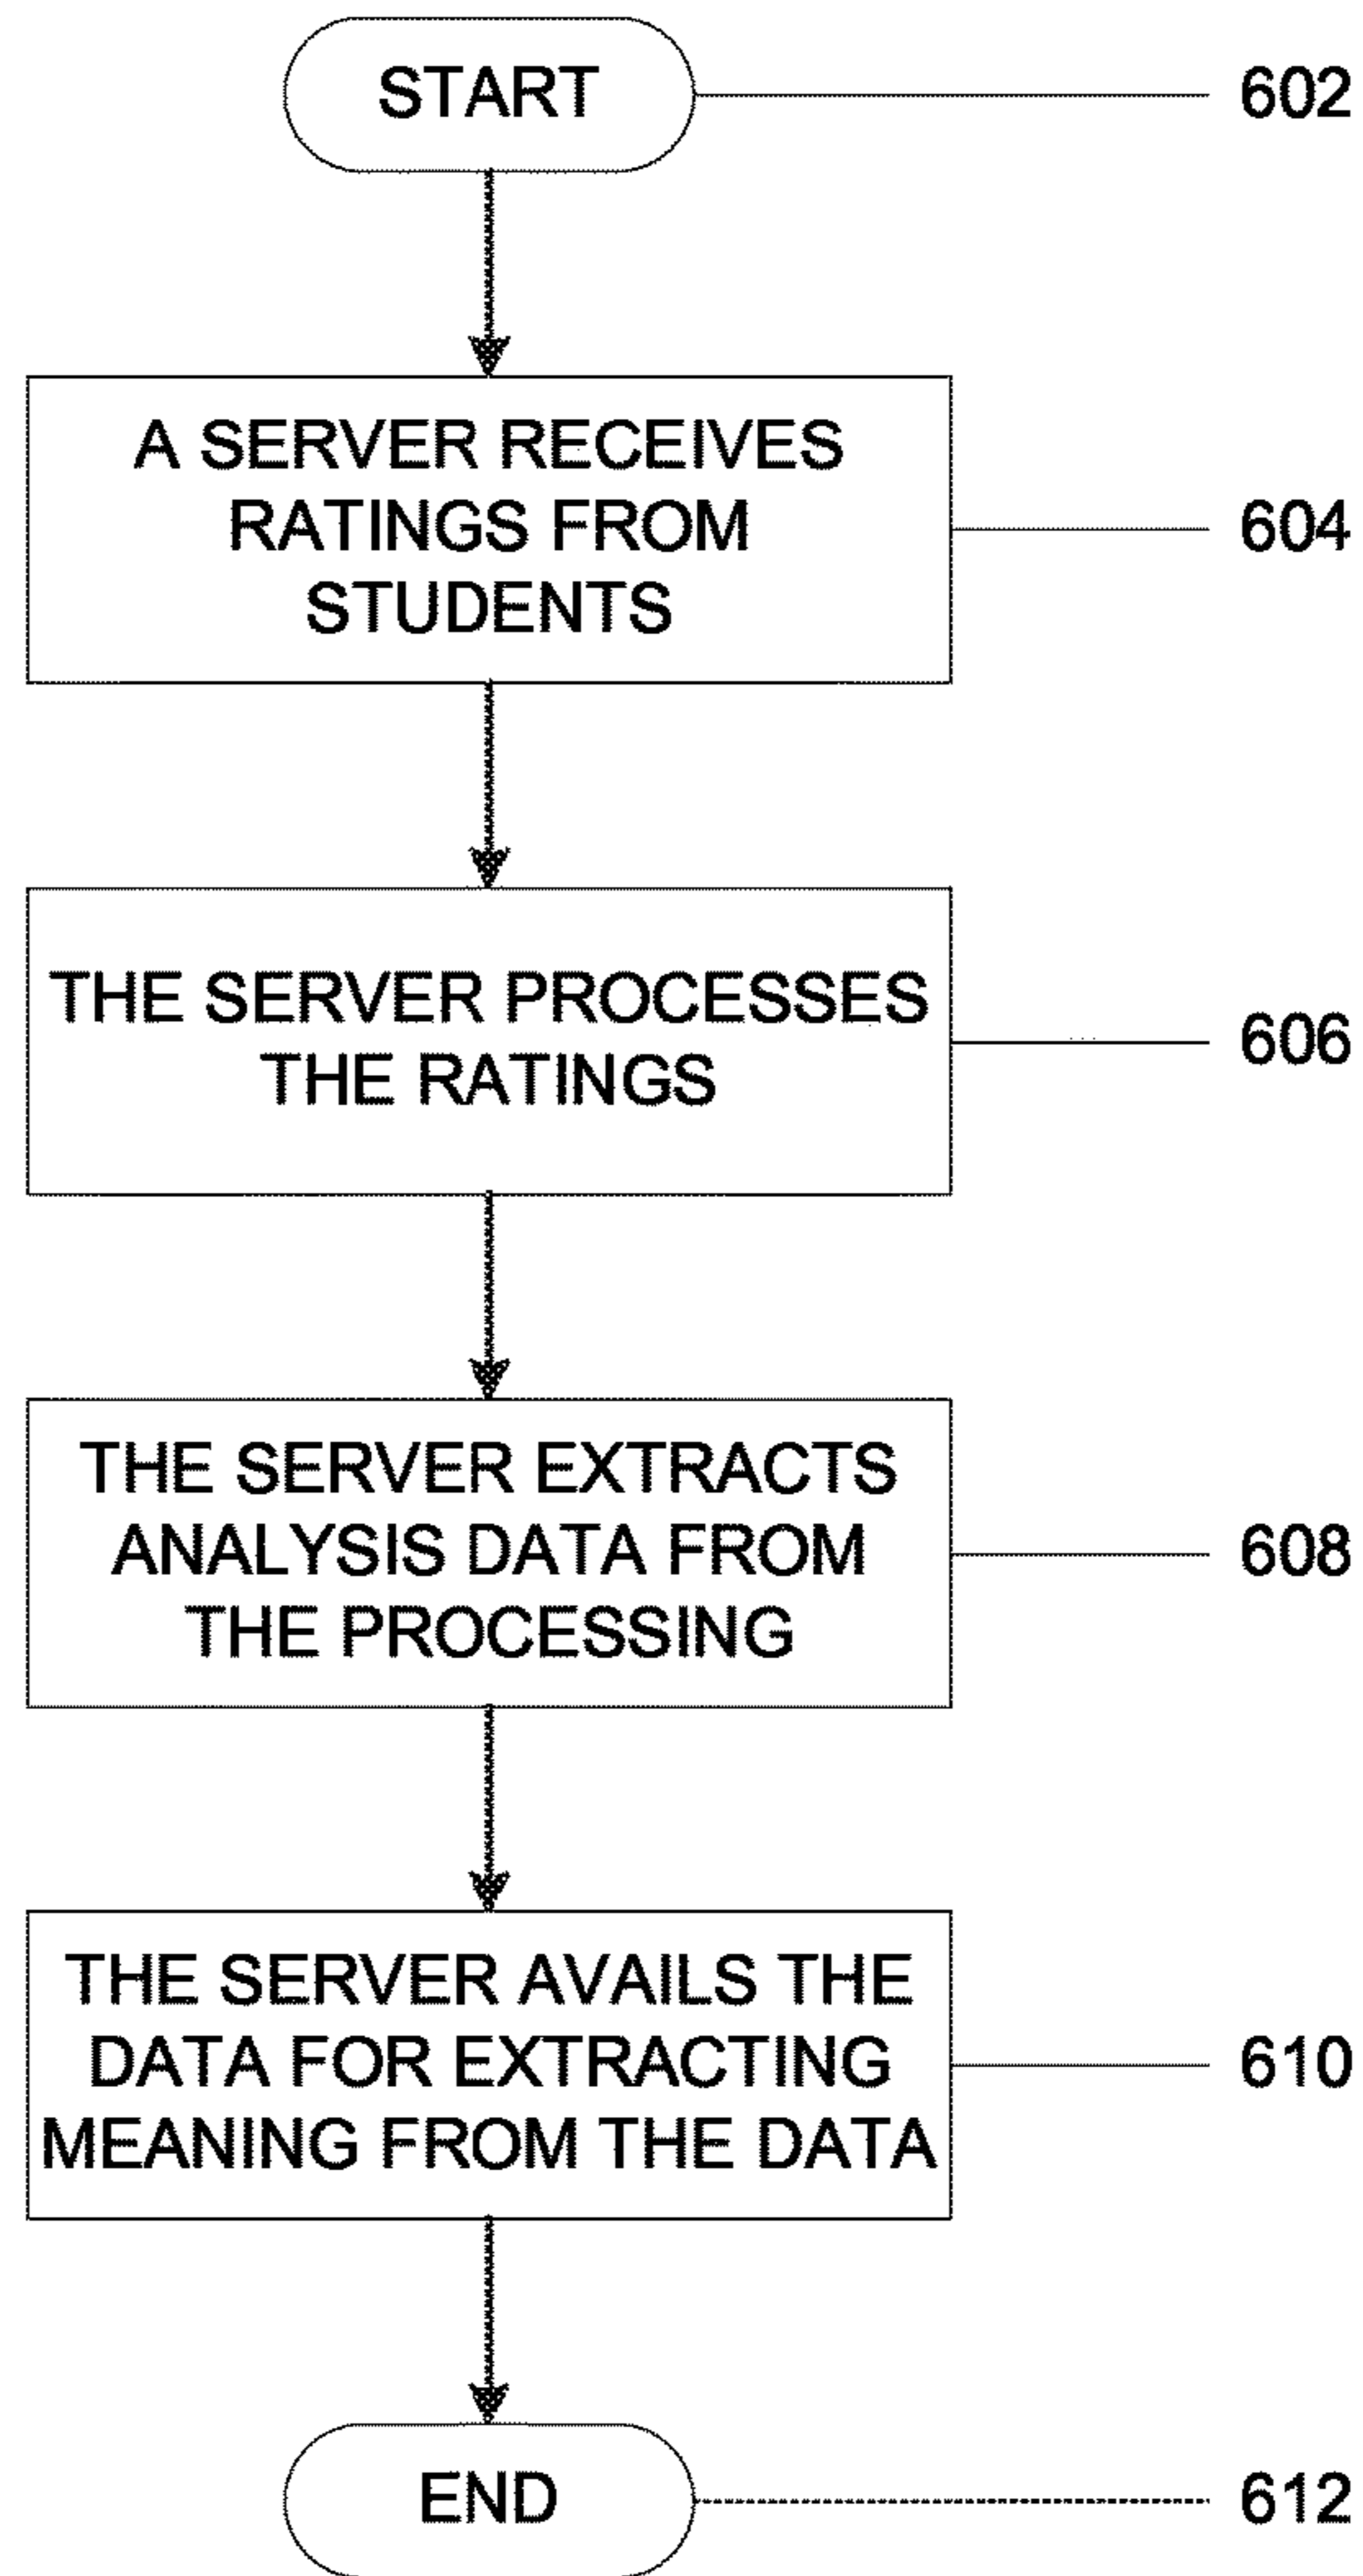 START
602
A SERVER RECEIVES
RATINGS FROM
STUDENTS
604
THE SERVER PROCESSES
THE RATINGS
606
THE SERVER EXTRACTS
ANALYSIS DATA FROM
THE PROCESSING
608
THE SERVER AVAILS THE
DATA FOR EXTRACTING
MEANING FROM THE DATA
610
END
612